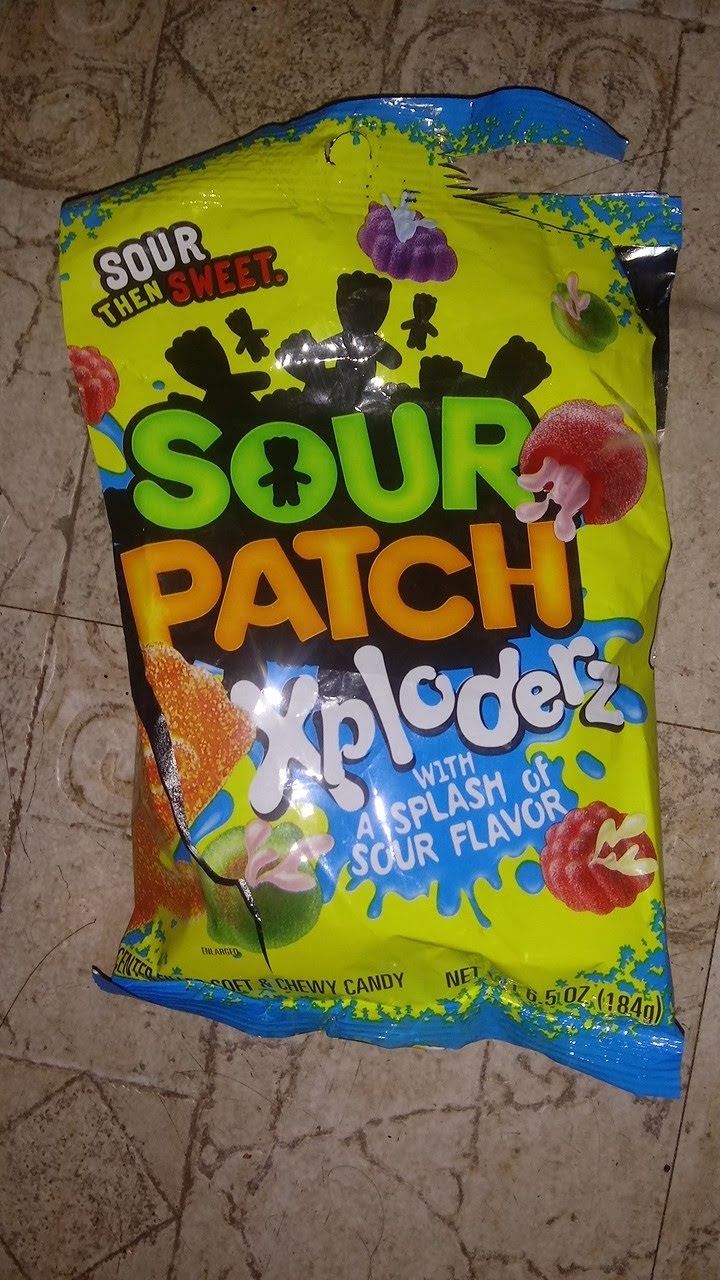 SOUR
THEN SWEET.
SOUR
PATCH
Xploderz
WITH
A SPLASH OF
SOUR FLAVOR
ENLARGED
SOFT & CHEWY CANDY NET 6.5 OZ (184g)